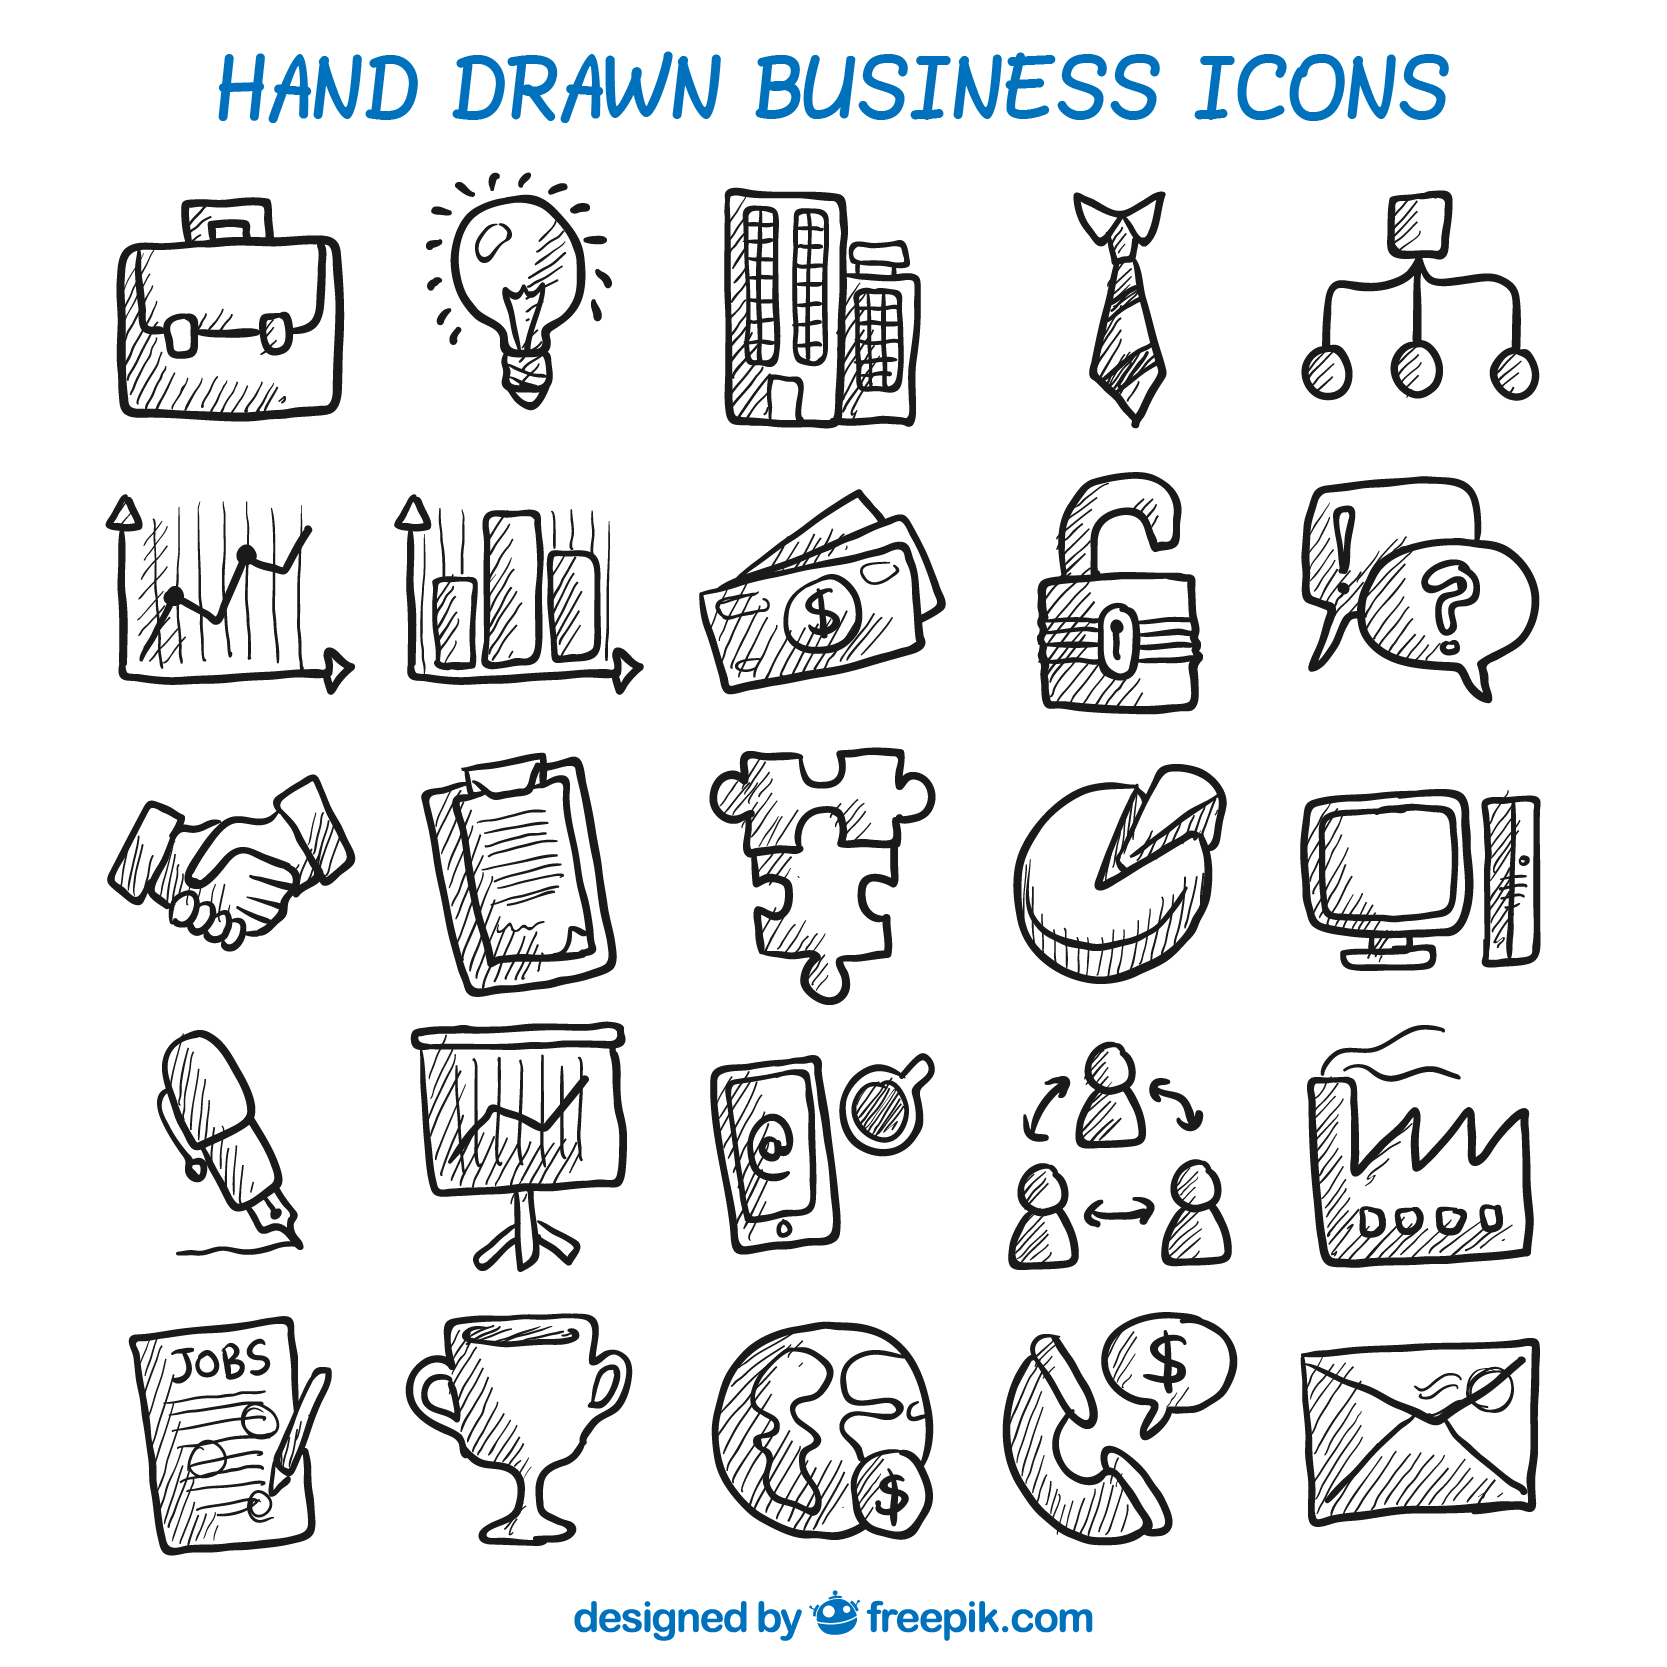 HAND DRAWN BUSINESS ICONS
$
! ?
@
JOBS
$
$
designed by freepik.com